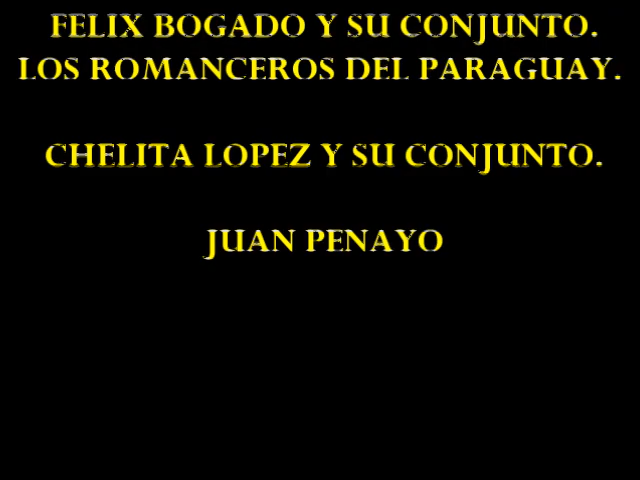 FELIX BOGADO Y SU CONJUNTO.
LOS ROMANCEROS DEL PARAGUAY.
CHELITA LOPEZ Y SU CONJUNTO.
JUAN PENAYO